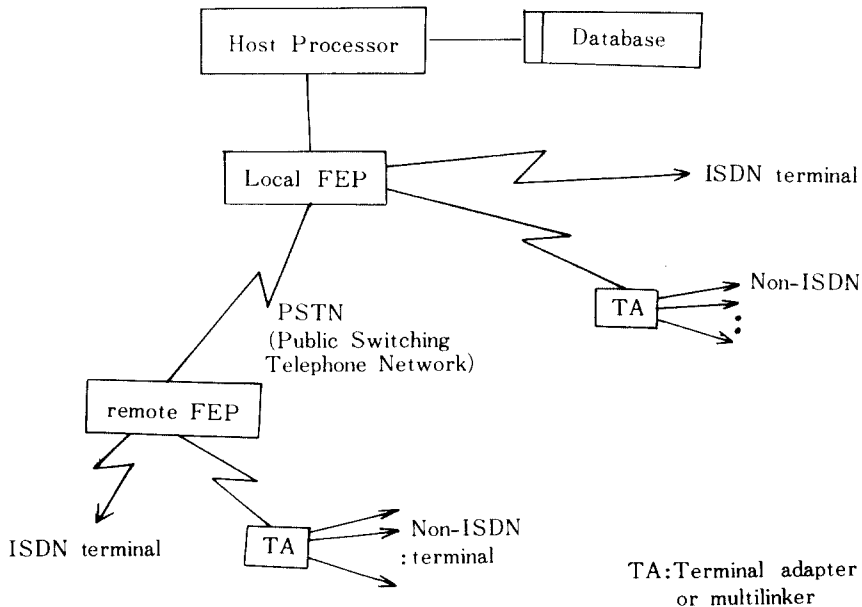 Host Processor
Database
Local FEP
ISDN terminal
Non-ISDN
:
TA
PSTN
(Public Switching
Telephone Network)
remote FEP
ISDN terminal
TA
Non-ISDN
:terminal
TA:Terminal adapter
or multilinker